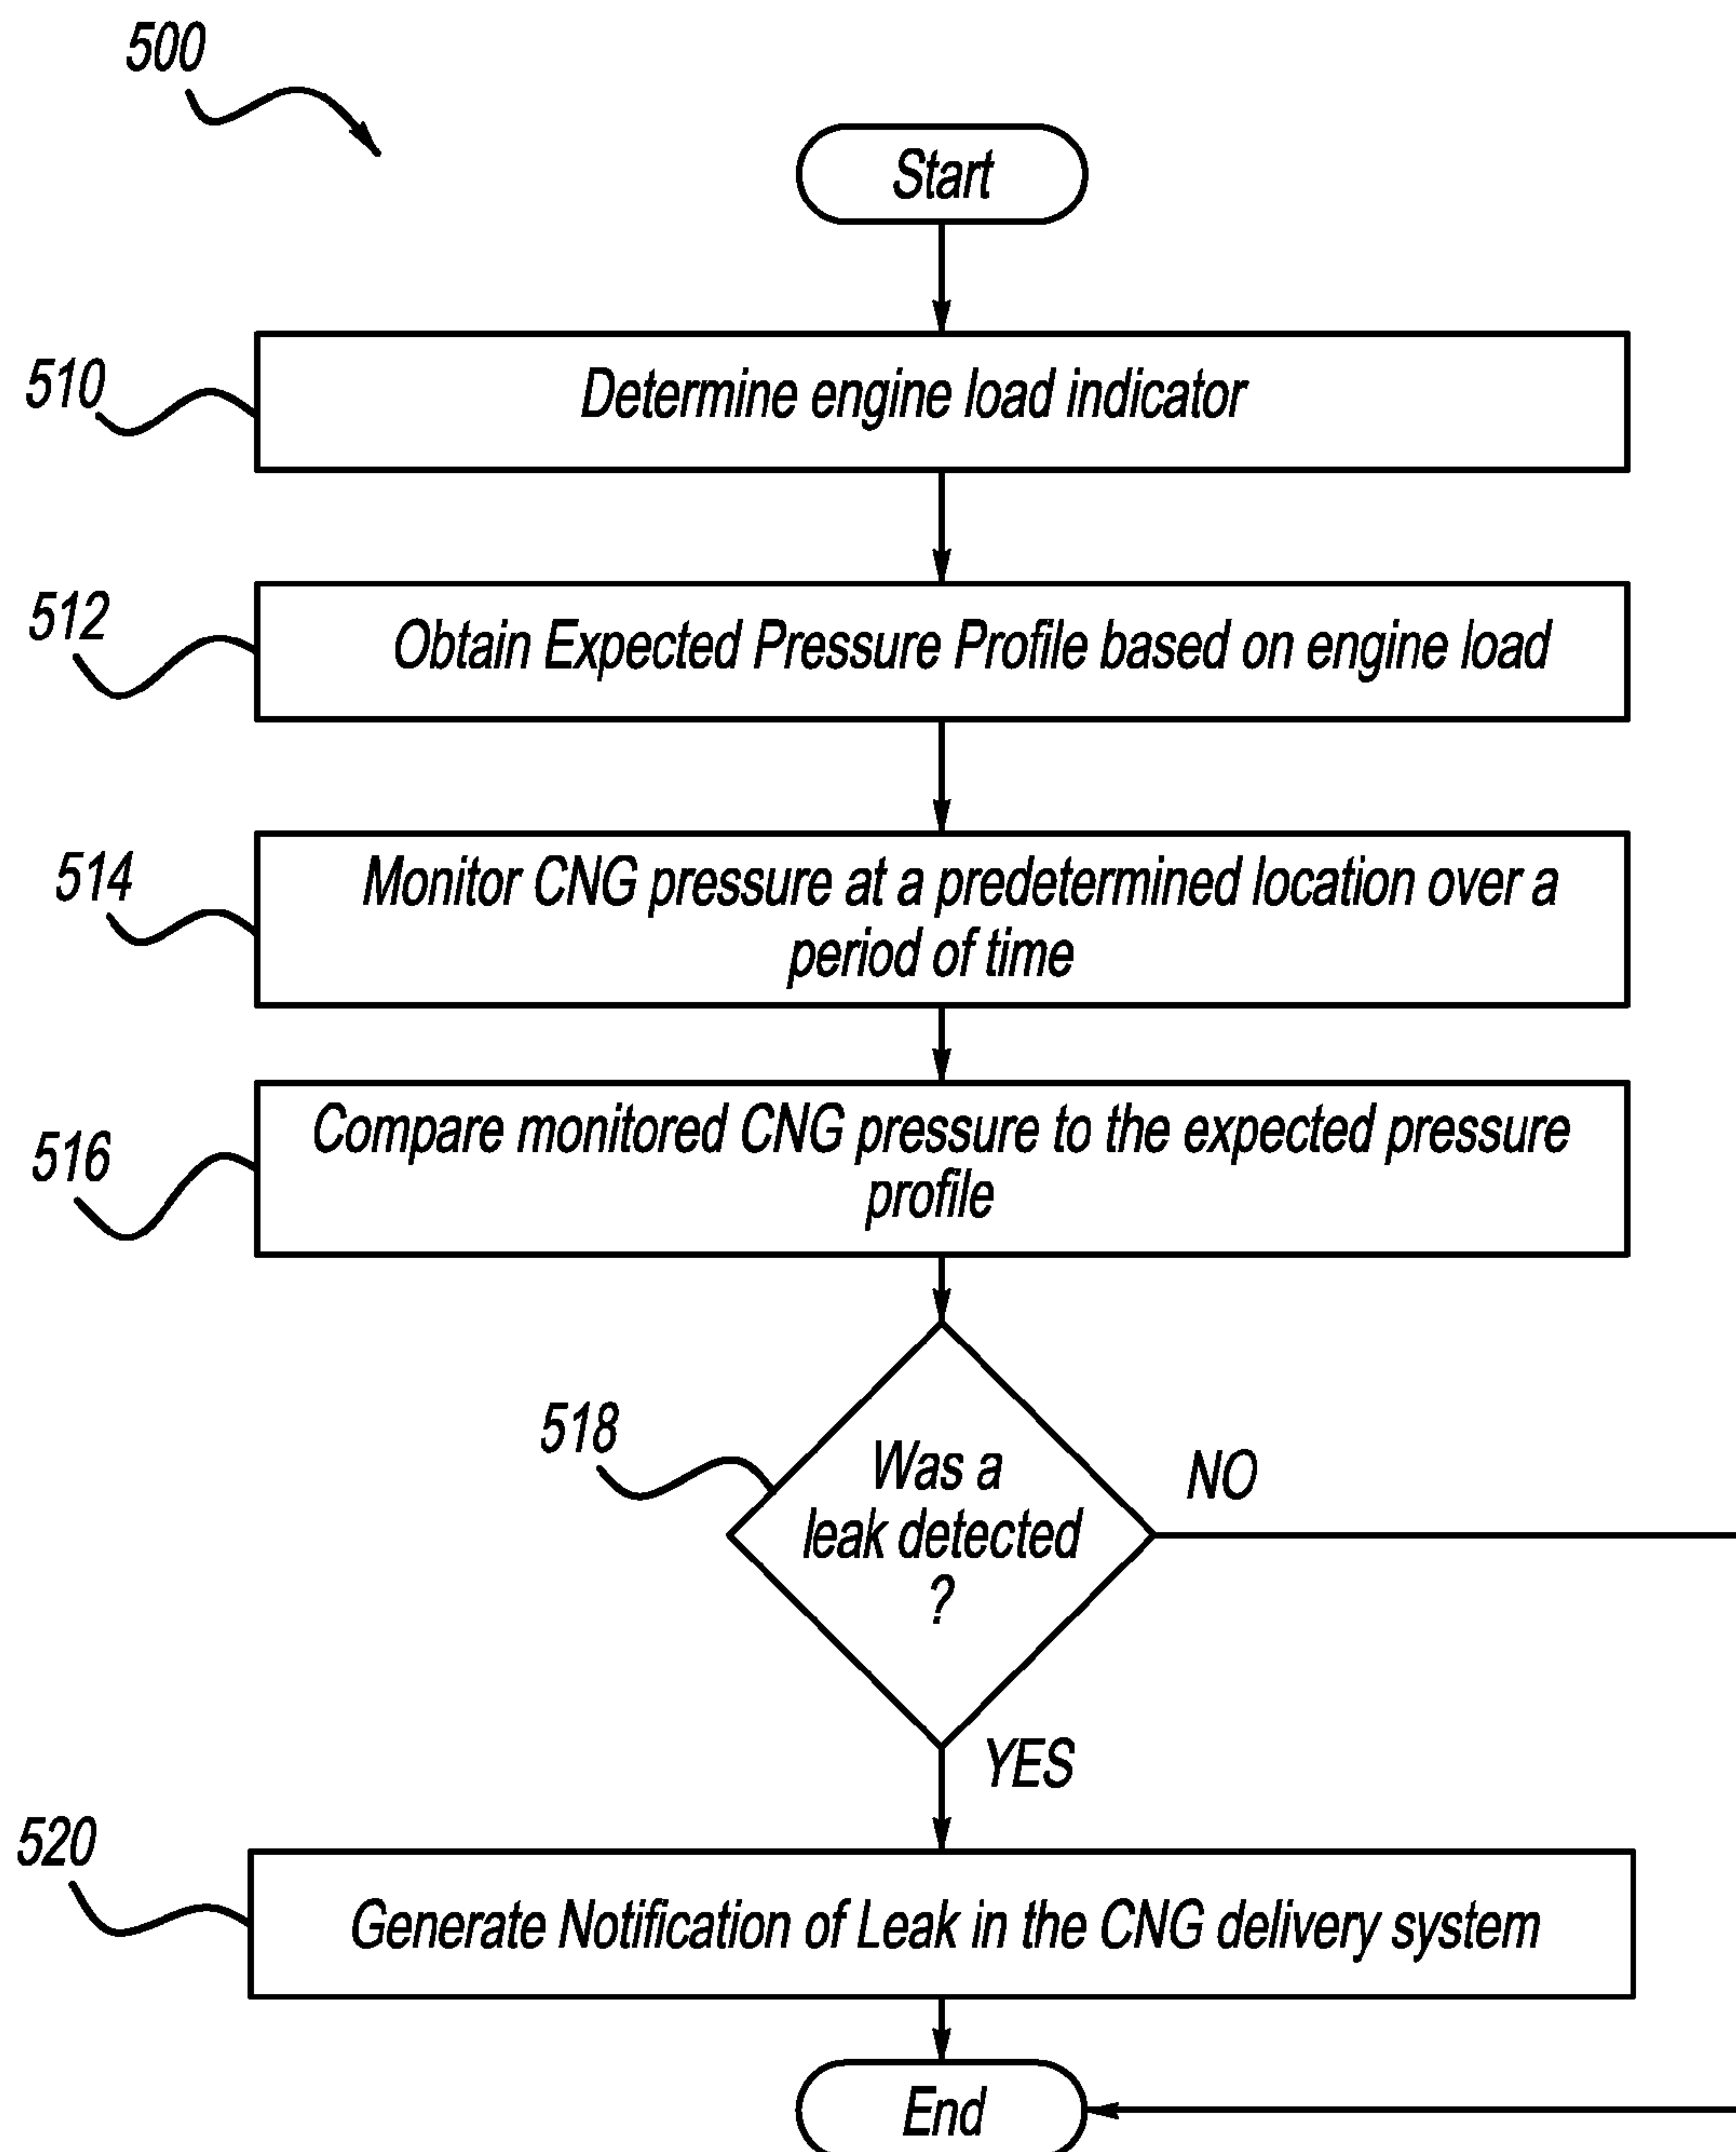 500
Start
510
Determine engine load indicator
512
Obtain Expected Pressure Profile based on engine load
514
Monitor CNG pressure at a predetermined location over a
period of time
516
Compare monitored CNG pressure to the expected pressure
profile
518
Was a
leak detected
?
NO
YES
520
Generate Notification of Leak in the CNG delivery system
End